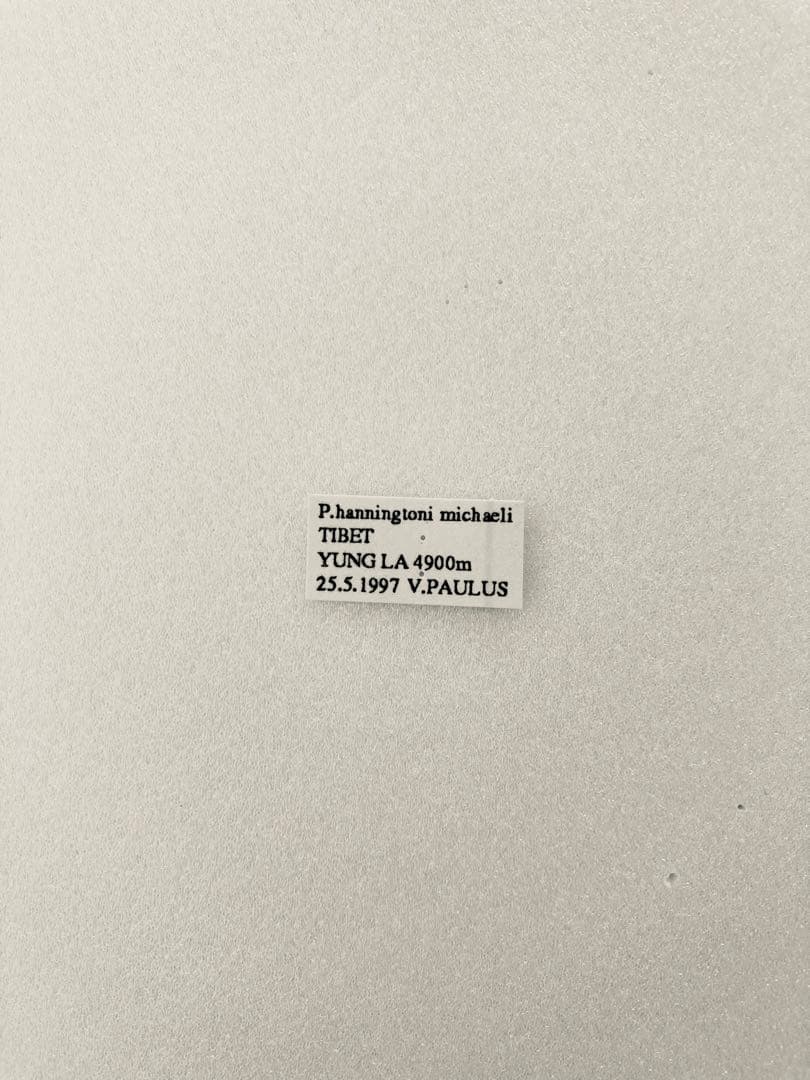 P.hanningtoni michaeli
TIBET
YUNG LA 4900m
25.5.1997 V.PAULUS